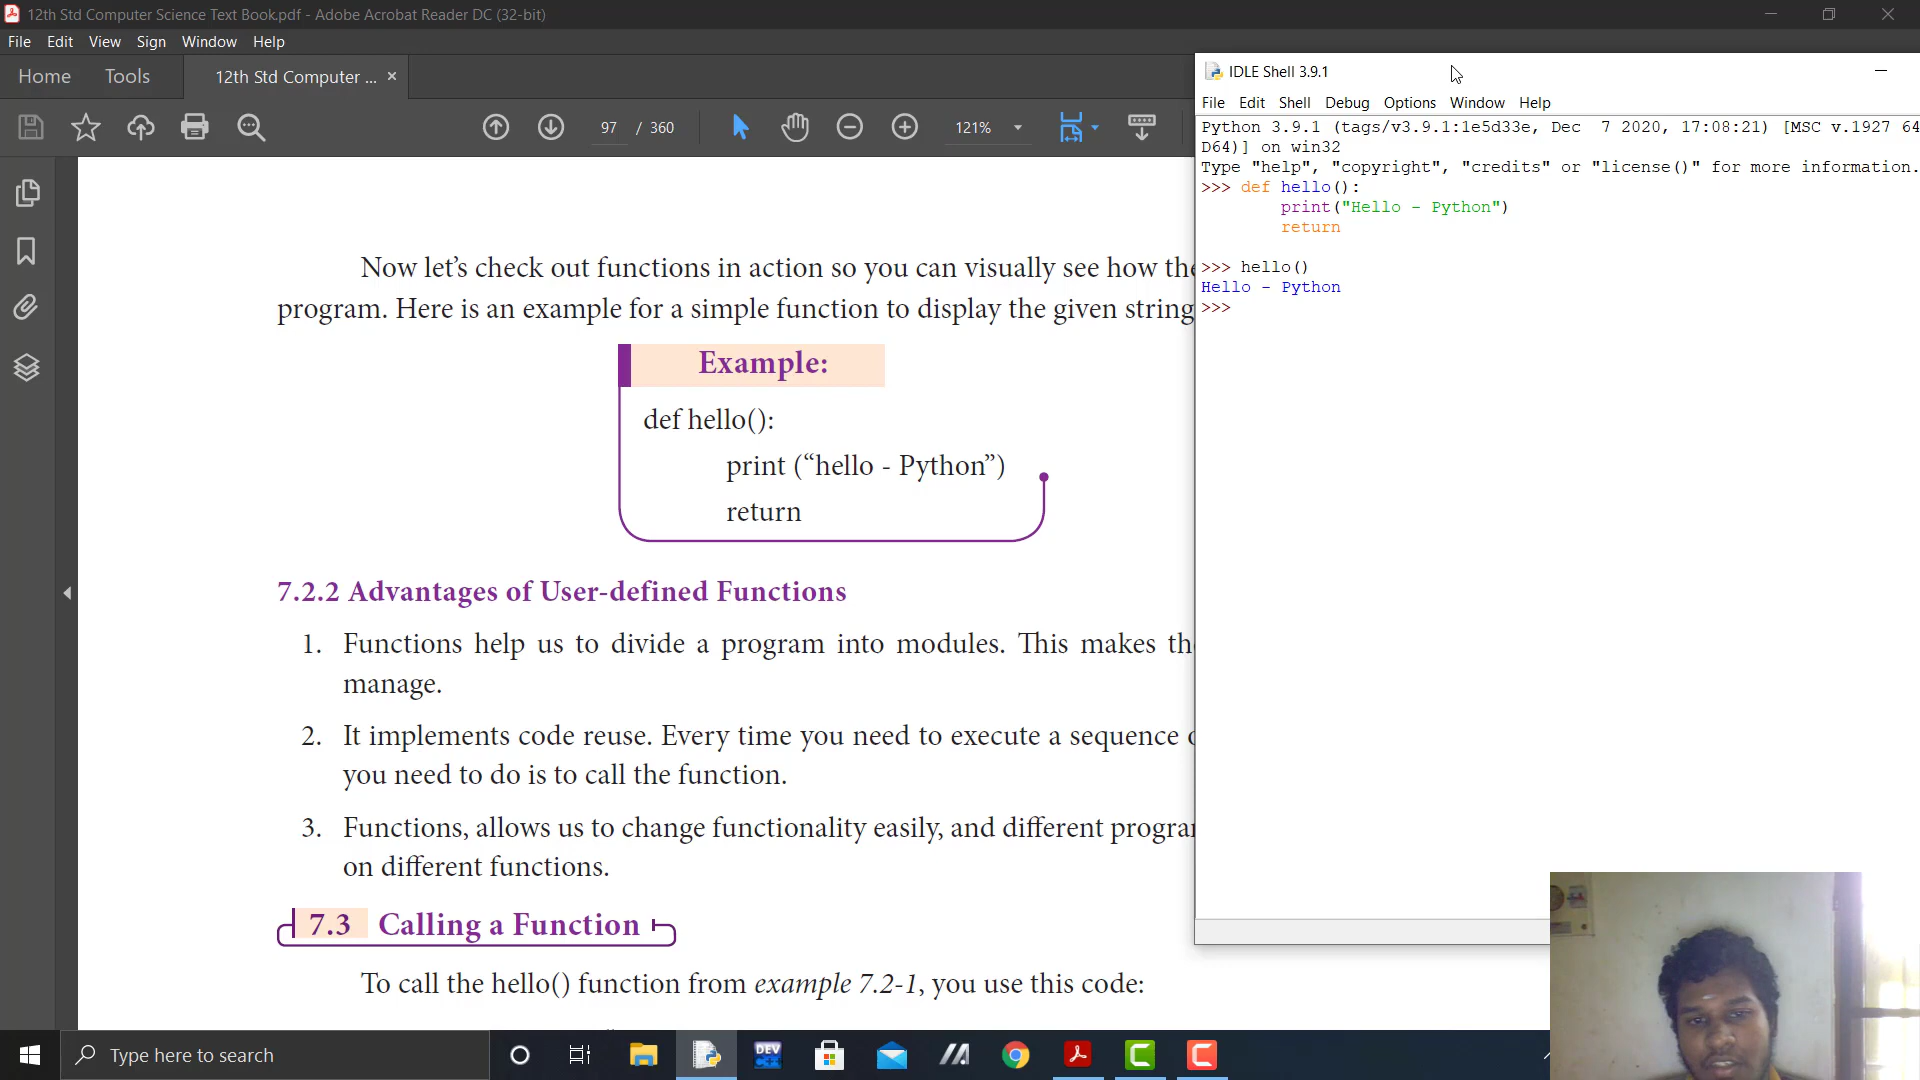 12th Std Computer Science Text Book.pdf - Adobe Acrobat Reader DC (32-bit)
File Edit View Sign Window Help
Home Tools 12th Std Computer ... ×
97 / 360 121%
Now let's check out functions in action so you can visually see how
program. Here is an example for a simple function to display the given string
Example:
def hello():
print (“hello - Python”)
return
7.2.2 Advantages of User-defined Functions
1. Functions help us to divide a program into modules. This makes
manage.
2. It implements code reuse. Every time you need to execute a sequence
you need to do is to call the function.
3. Functions, allows us to change functionality easily, and different
on different functions.
7.3 Calling a Function
To call the hello() function from example 7.2-1, you use this code:
IDLE Shell 3.9.1
File Edit Shell Debug Options Window Help
Python 3.9.1 (tags/v3.9.1:1e5d33e, Dec  7 2020, 17:08:21) [MSC v.1927 64
D64)] on win32
Type "help", "copyright", "credits" or "license()" for more information.
>>> def hello():
print("Hello - Python")
return
>>> hello()
Hello - Python
>>>
Type here to search
DEV
C++